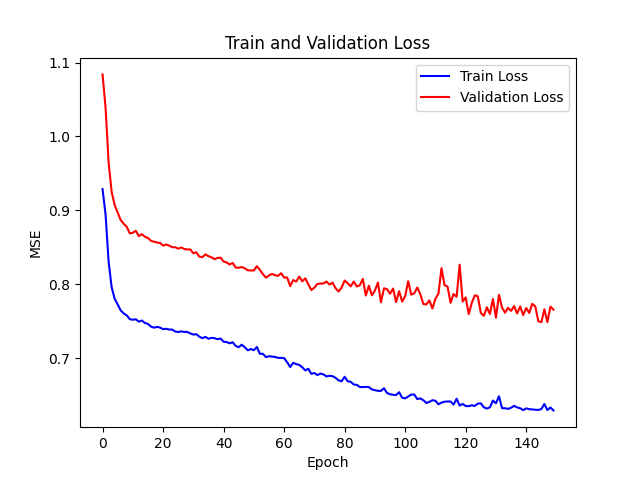 Train and Validation Loss
Train Loss
Validation Loss
MSE
1.1
1.0
0.9
0.8
0.7
0 20 40 60 80 100 120 140
Epoch